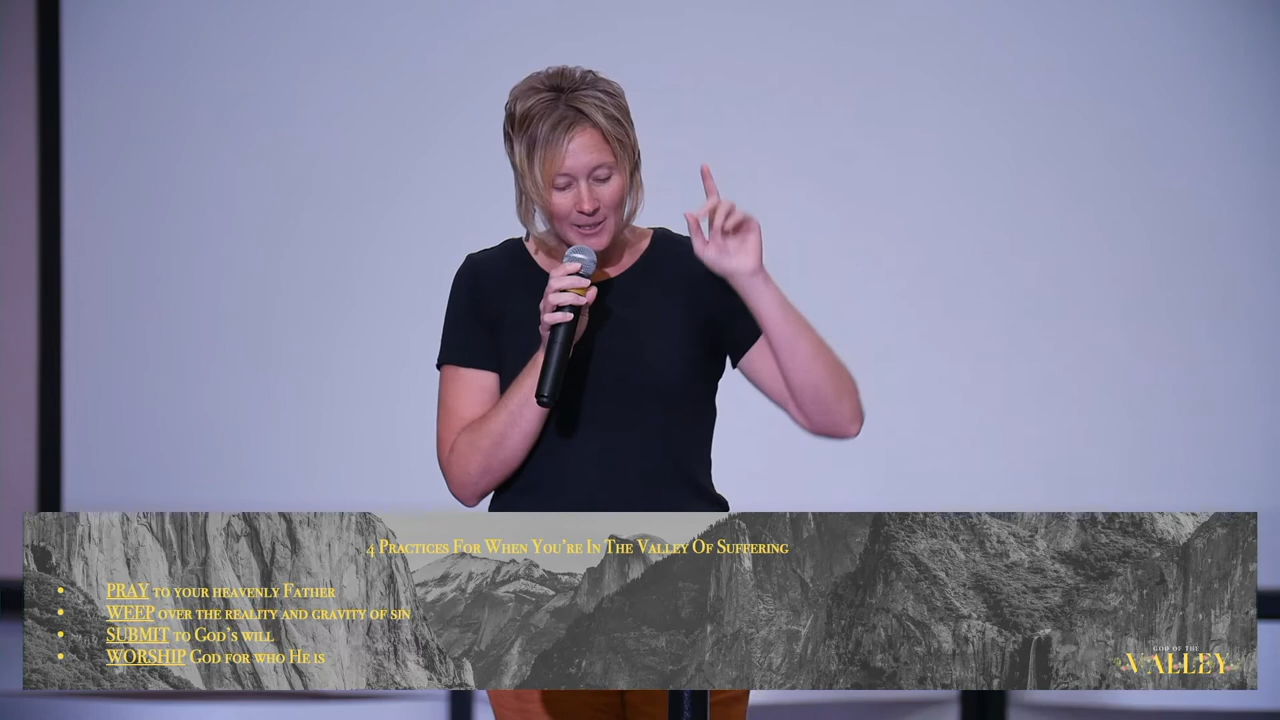 4 Practices For When You're In The Valley Of Suffering
• PRAY to your heavenly Father
• WEEP over the reality and gravity of sin
• SUBMIT to God's will
• WORSHIP God for who He is
GOD OF THE
VALLEY